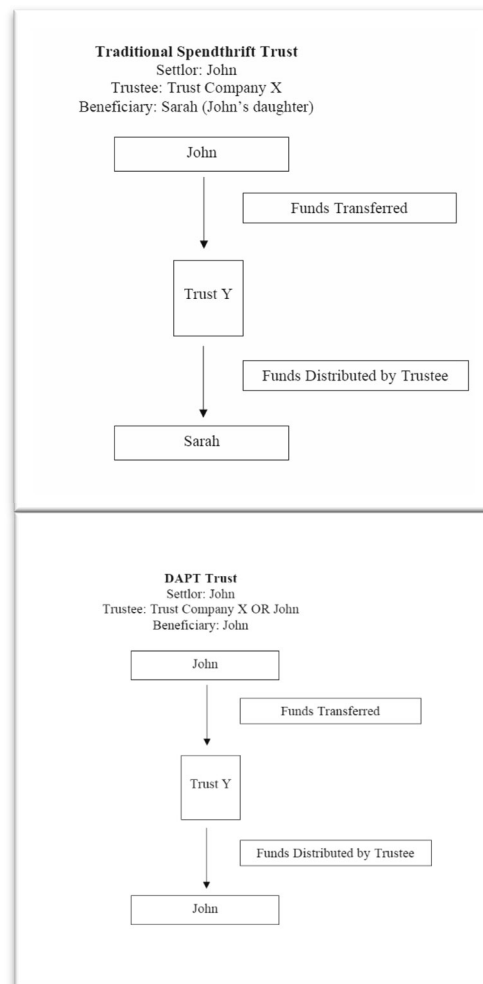 Traditional Spendthrift Trust
Settlor: John
Trustee: Trust Company X
Beneficiary: Sarah (John’s daughter)
John
Funds Transferred
Trust Y
Funds Distributed by Trustee
Sarah
DAPT Trust
Settlor: John
Trustee: Trust Company X OR John
Beneficiary: John
John
Funds Transferred
Trust Y
Funds Distributed by Trustee
John